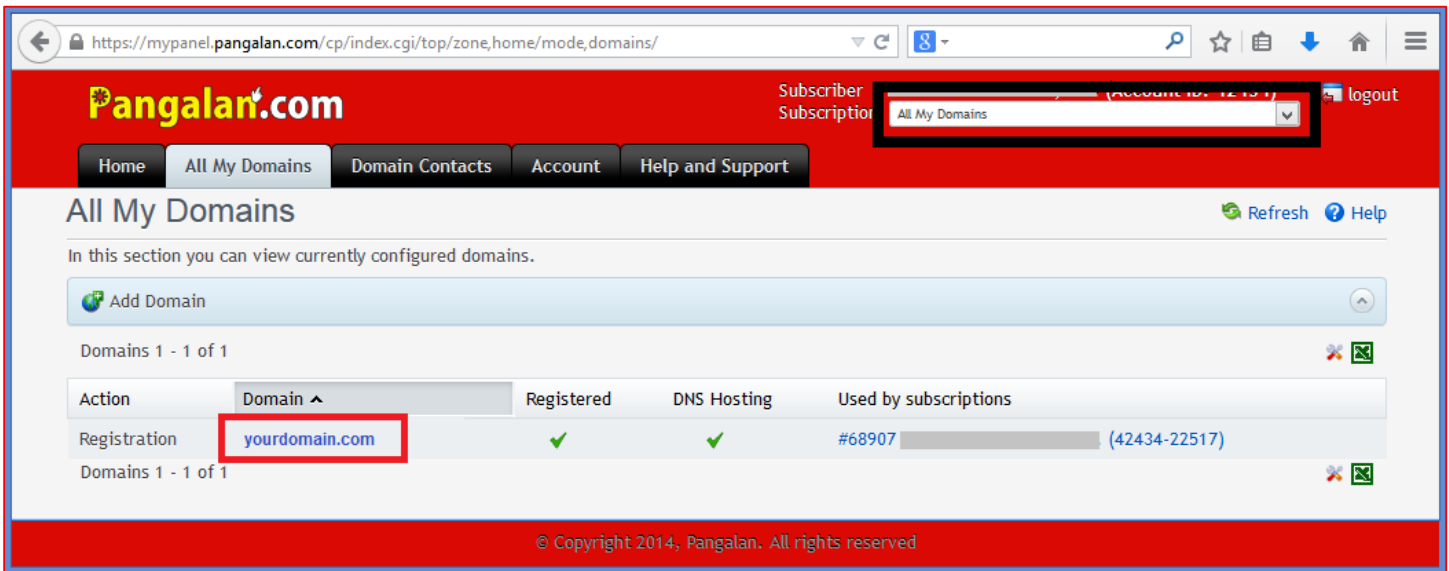 https://mypanel.pangalan.com/cp/index.cgi/top/zone,home/mode,domains/
8
Pangalan.com
Subscriber
logout
Subscription All My Domains
Home All My Domains Domain Contacts Account Help and Support
All My Domains
Refresh Help
In this section you can view currently configured domains.
Add Domain
Domains 1 - 1 of 1
Action Domain Registered DNS Hosting Used by subscriptions
Registration yourdomain.com #68907 (42434-22517)
Domains 1 - 1 of 1
© Copyright 2014, Pangalan. All rights reserved